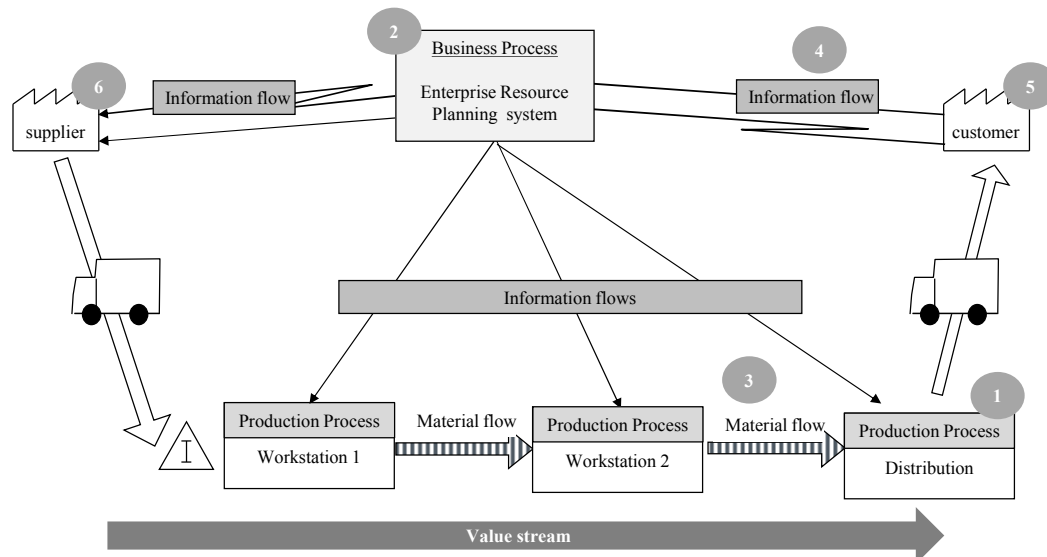 2
Business Process
Enterprise Resource
Planning system
4
6
Information flow
Information flow
5
supplier
customer
Information flows
3
1
Production Process
Material flow
Production Process
Material flow
Production Process
I
Workstation 1
Workstation 2
Distribution
Value stream